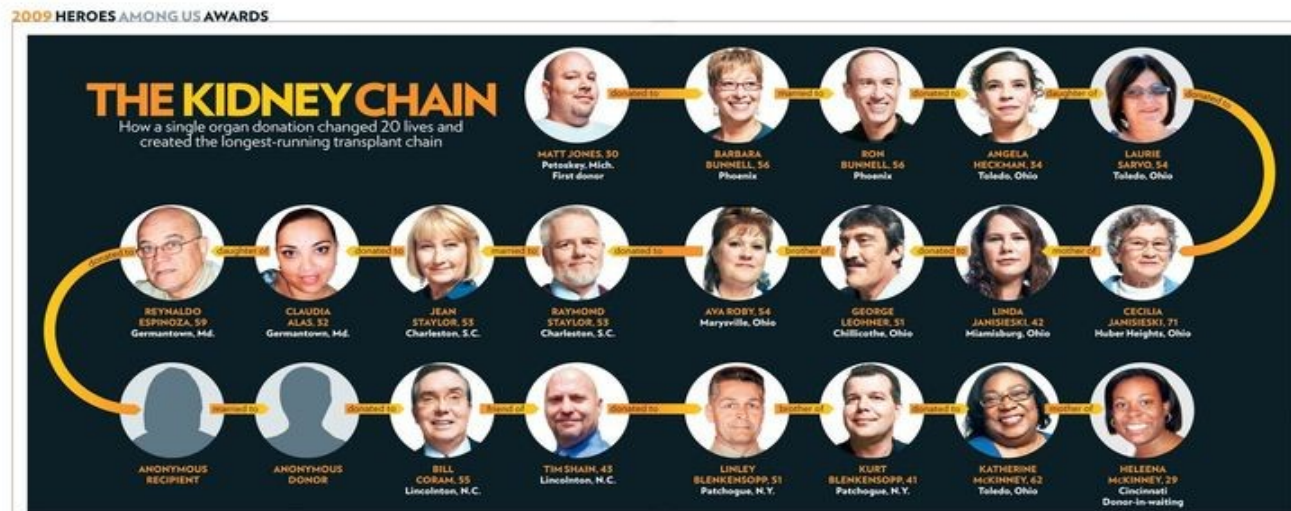 2009 HEROES AMONG US AWARDS
THE KIDNEY CHAIN
How a single organ donation changed 20 lives and
created the longest-running transplant chain
MATT JONES, 30
Petoskey, Mich.
First donor
donated to
BARBARA
BUNNELL, 56
Phoenix
married to
RON
BUNNELL, 56
Phoenix
donated to
ANGELA
HECKMAN, 34
Toledo, Ohio
daughter of
LAURIE
SARVO, 54
Toledo, Ohio
donated to
donated to
REYNALDO
ESPINOZA, 59
Germantown, Md.
daughter of
CLAUDIA
ALAS, 32
Germantown, Md.
donated to
JEAN
STAYLOR, 53
Charleston, S.C.
married to
RAYMOND
STAYLOR, 53
Charleston, S.C.
donated to
AVA ROBY, 54
Marysville, Ohio
brother of
GEORGE
LEOHNER, 51
Chillicothe, Ohio
donated to
LINDA
JANISIESKI, 42
Miamisburg, Ohio
mother of
CECILIA
JANISIESKI, 71
Huber Heights, Ohio
ANONYMOUS
RECIPIENT
married to
ANONYMOUS
DONOR
donated to
BILL
CORAM, 55
Lincolnton, N.C.
friend of
TIM SHAIN, 43
Lincolnton, N.C.
donated to
LINLEY
BLENKENSOPP, 51
Patchogue, N.Y.
brother of
KURT
BLENKENSOPP, 41
Patchogue, N.Y.
donated to
KATHERINE
McKINNEY, 62
Toledo, Ohio
mother of
HELEENA
McKINNEY, 29
Cincinnati
Donor-in-waiting